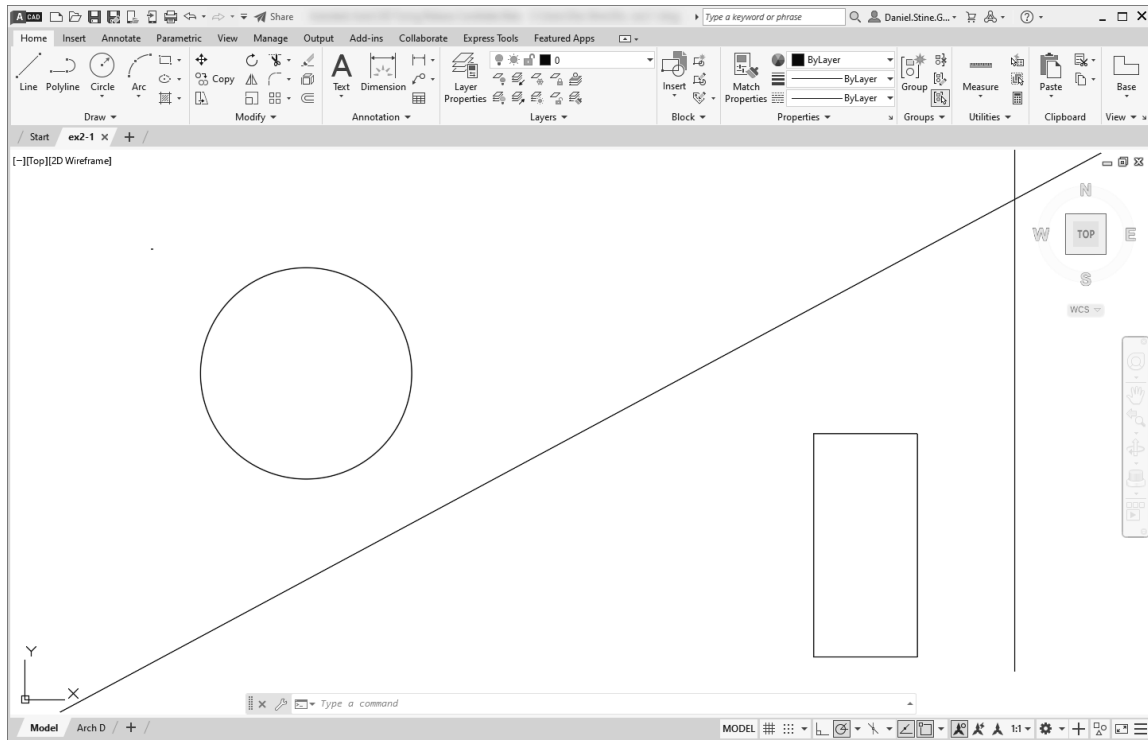 A CAD Share Type a keyword or phrase Daniel.Stine.G...
Home Insert Annotate Parametric View Manage Output Add-ins Collaborate Express Tools Featured Apps
Line Polyline Circle Arc Copy A Text Dimension Layer Properties 0 Insert Match Properties ByLayer ByLayer ByLayer Group Measure Paste Base
Draw Modify Annotation Layers Block Properties Groups Utilities Clipboard View
Start ex2-1
[−][Top][2D Wireframe]
N
W TOP E
S
WCS
Y
X
Type a command
Model Arch D MODEL 1:1